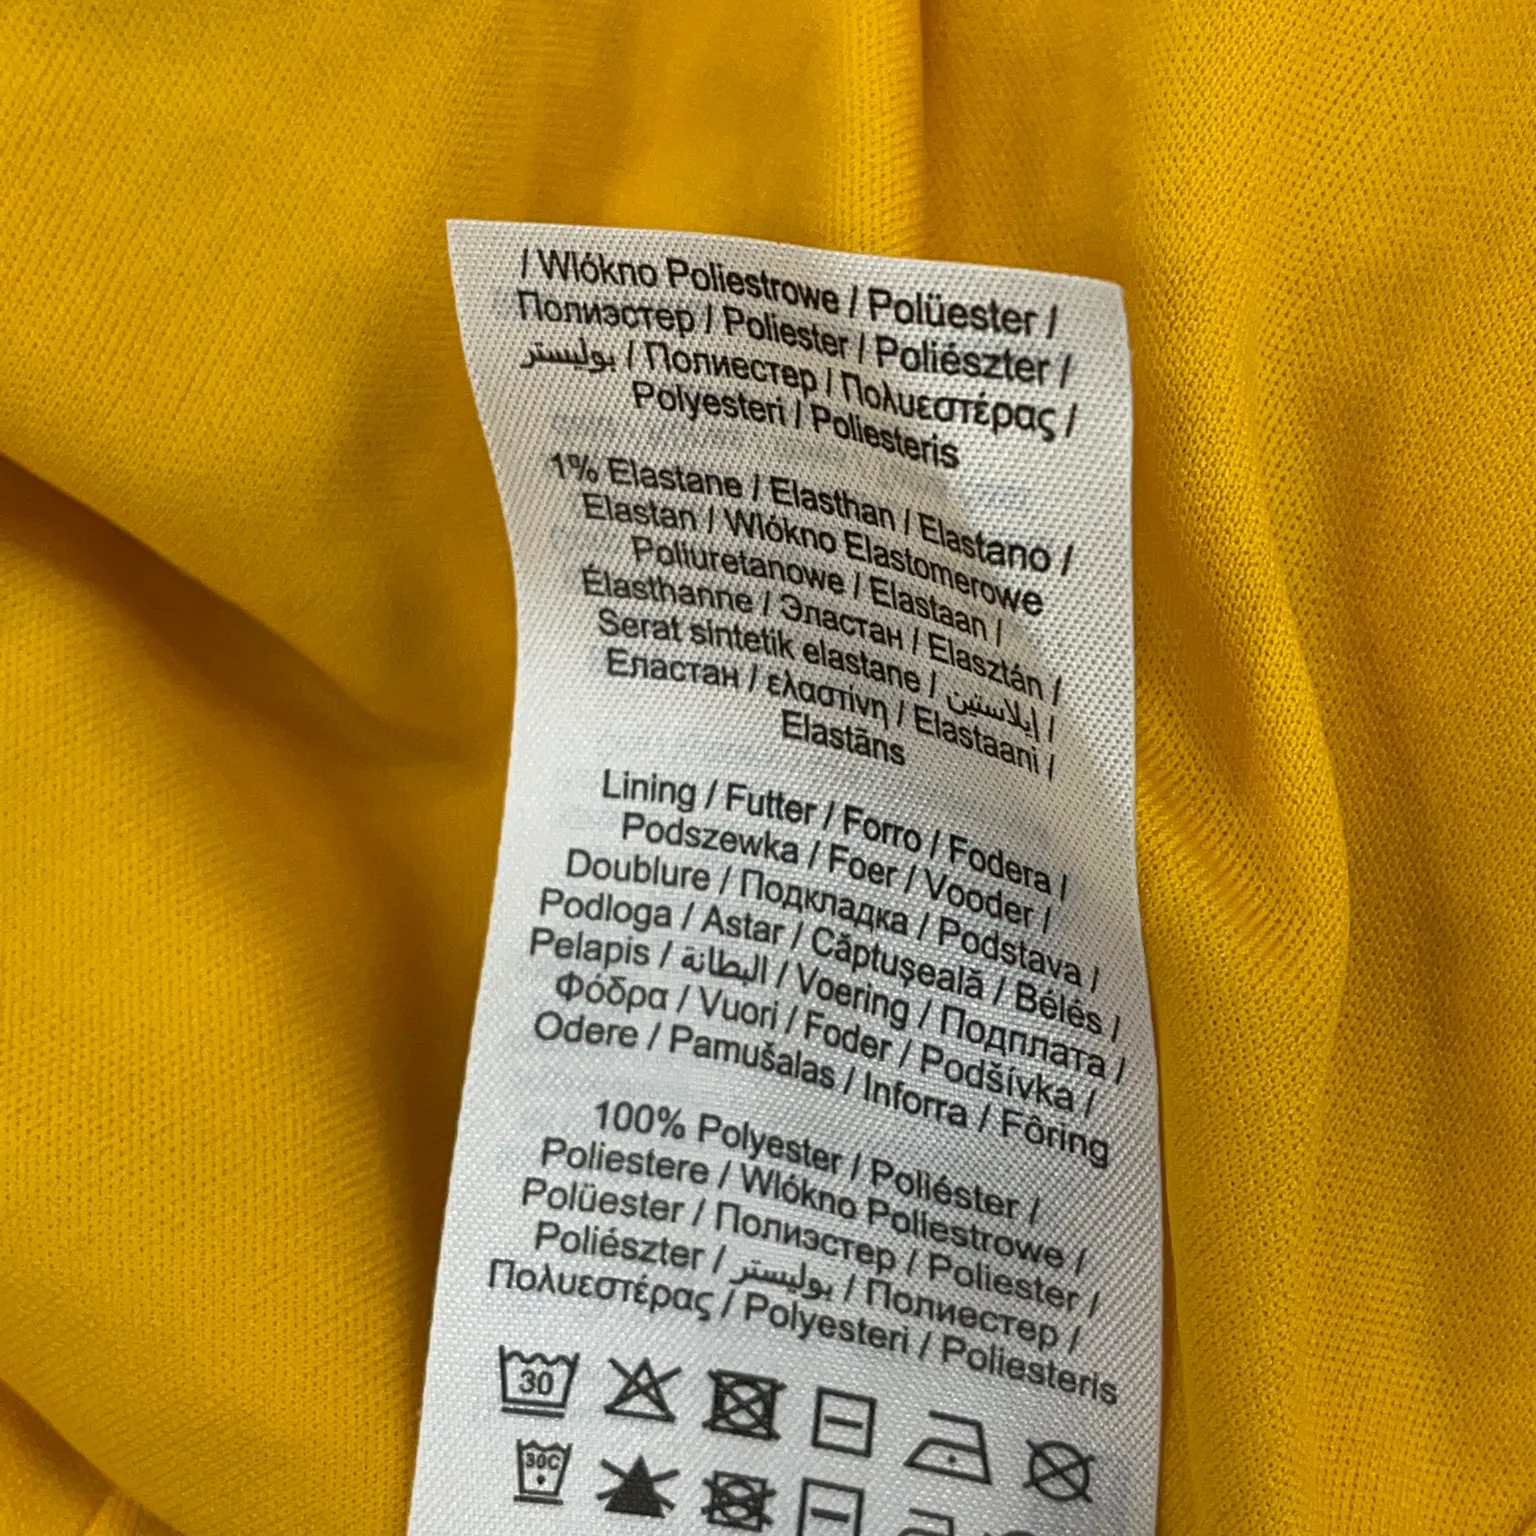 / Wlókno Poliestrowe / Polüester /
Полиэстер / Poliester / Poliészter /
بوليستر / Полиестер / Πολυεστέρας /
Polyesteri / Poliesteris
1% Elastane / Elasthan / Elastano /
Elastan / Wlókno Elastomerowe
Poliuretanowe / Elastaan /
Élasthanne / Эластан / Elasztán /
Serat sintetik elastane / إيلاستين /
Еластан / ελαστίνη / Elastaani /
Elastāns
Lining / Futter / Forro / Fodera /
Podszewka / Foer / Vooder /
Doublure / Подкладка / Podstava /
Podloga / Astar / Căptuşeală / Bélés /
Pelapis / البطانة / Voering / Подплата /
Φόδρα / Vuori / Foder / Podšívka /
Odere / Pamušalas / Inforra / Fôring
100% Polyester / Poliéster /
Poliestere / Wlókno Poliestrowe /
Polüester / Полиэстер / Poliester /
Poliészter / بوليستر / Полиестер /
Πολυεστέρας / Polyesteri / Poliesteris
30
30C